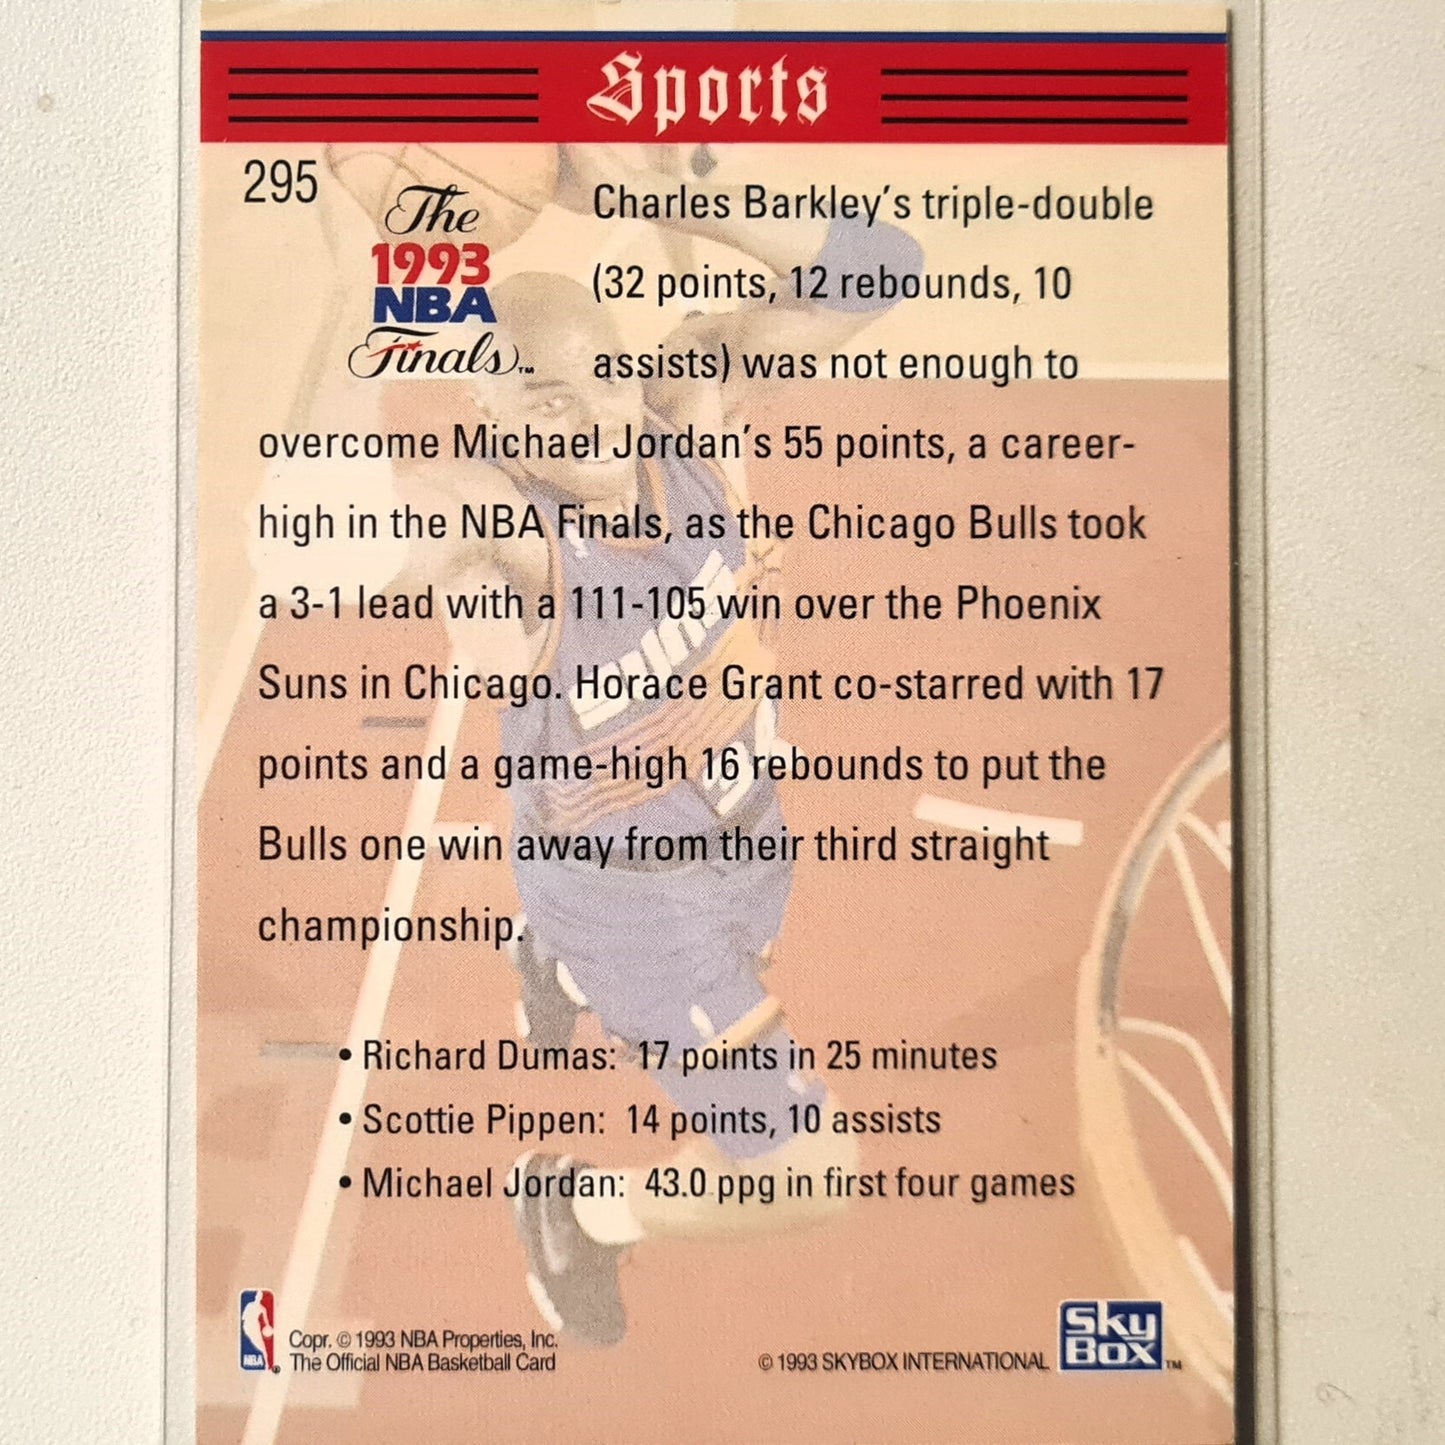 Sports
295
The
1993
NBA
Finals™
Charles Barkley's triple-double
(32 points, 12 rebounds, 10
assists) was not enough to
overcome Michael Jordan's 55 points, a career-
high in the NBA Finals, as the Chicago Bulls took
a 3-1 lead with a 111-105 win over the Phoenix
Suns in Chicago. Horace Grant co-starred with 17
points and a game-high 16 rebounds to put the
Bulls one win away from their third straight
championship.
• Richard Dumas: 17 points in 25 minutes
• Scottie Pippen: 14 points, 10 assists
• Michael Jordan: 43.0 ppg in first four games
SUNS
34
NBA®
Copr. © 1993 NBA Properties, Inc.
The Official NBA Basketball Card
© 1993 SKYBOX INTERNATIONAL
SkyBox™